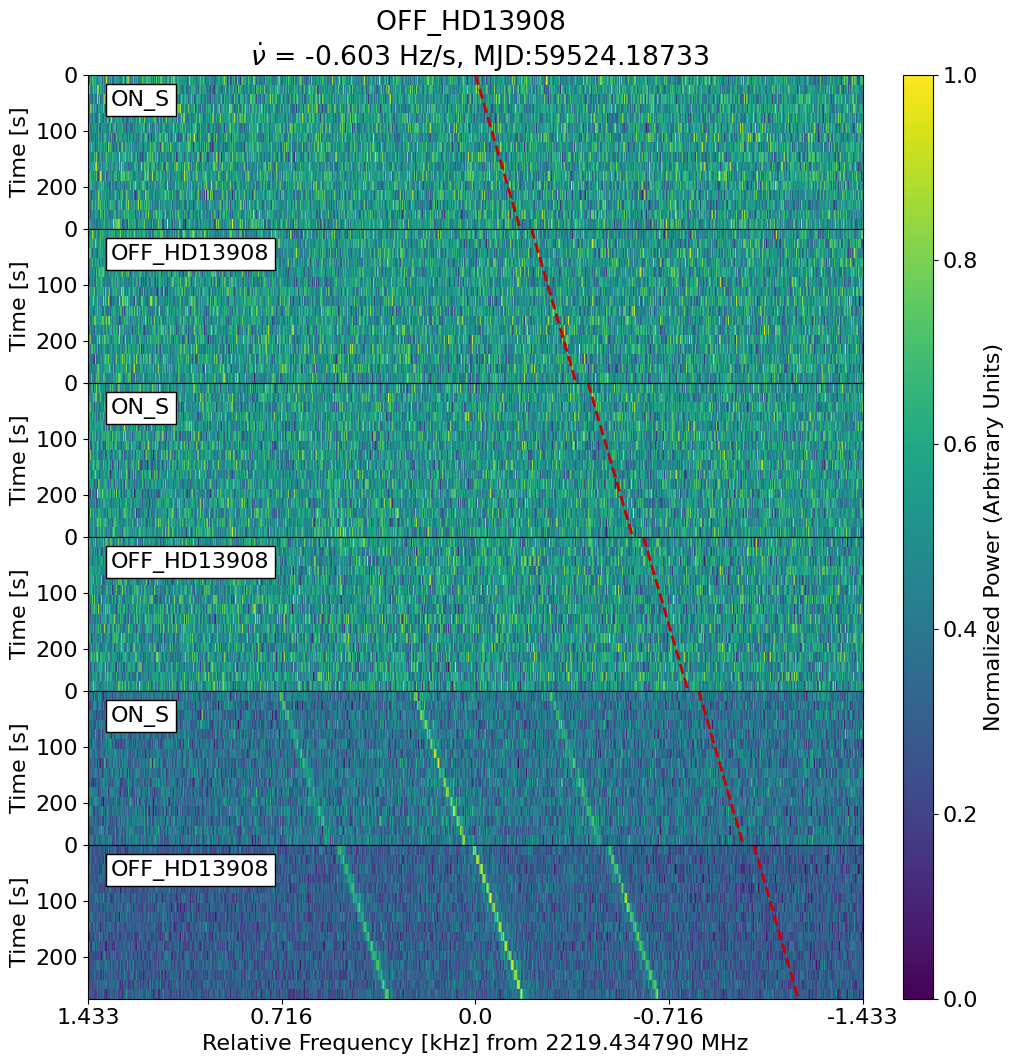 OFF_HD13908
ν̇ = -0.603 Hz/s, MJD:59524.18733
ON_S
OFF_HD13908
ON_S
OFF_HD13908
ON_S
OFF_HD13908
Time [s]
Time [s]
Time [s]
Time [s]
Time [s]
Time [s]
0
100
200
0
100
200
0
100
200
0
100
200
0
100
200
0
100
200
1.433
0.716
0.0
-0.716
-1.433
Relative Frequency [kHz] from 2219.434790 MHz
1.0
0.8
0.6
0.4
0.2
0.0
Normalized Power (Arbitrary Units)